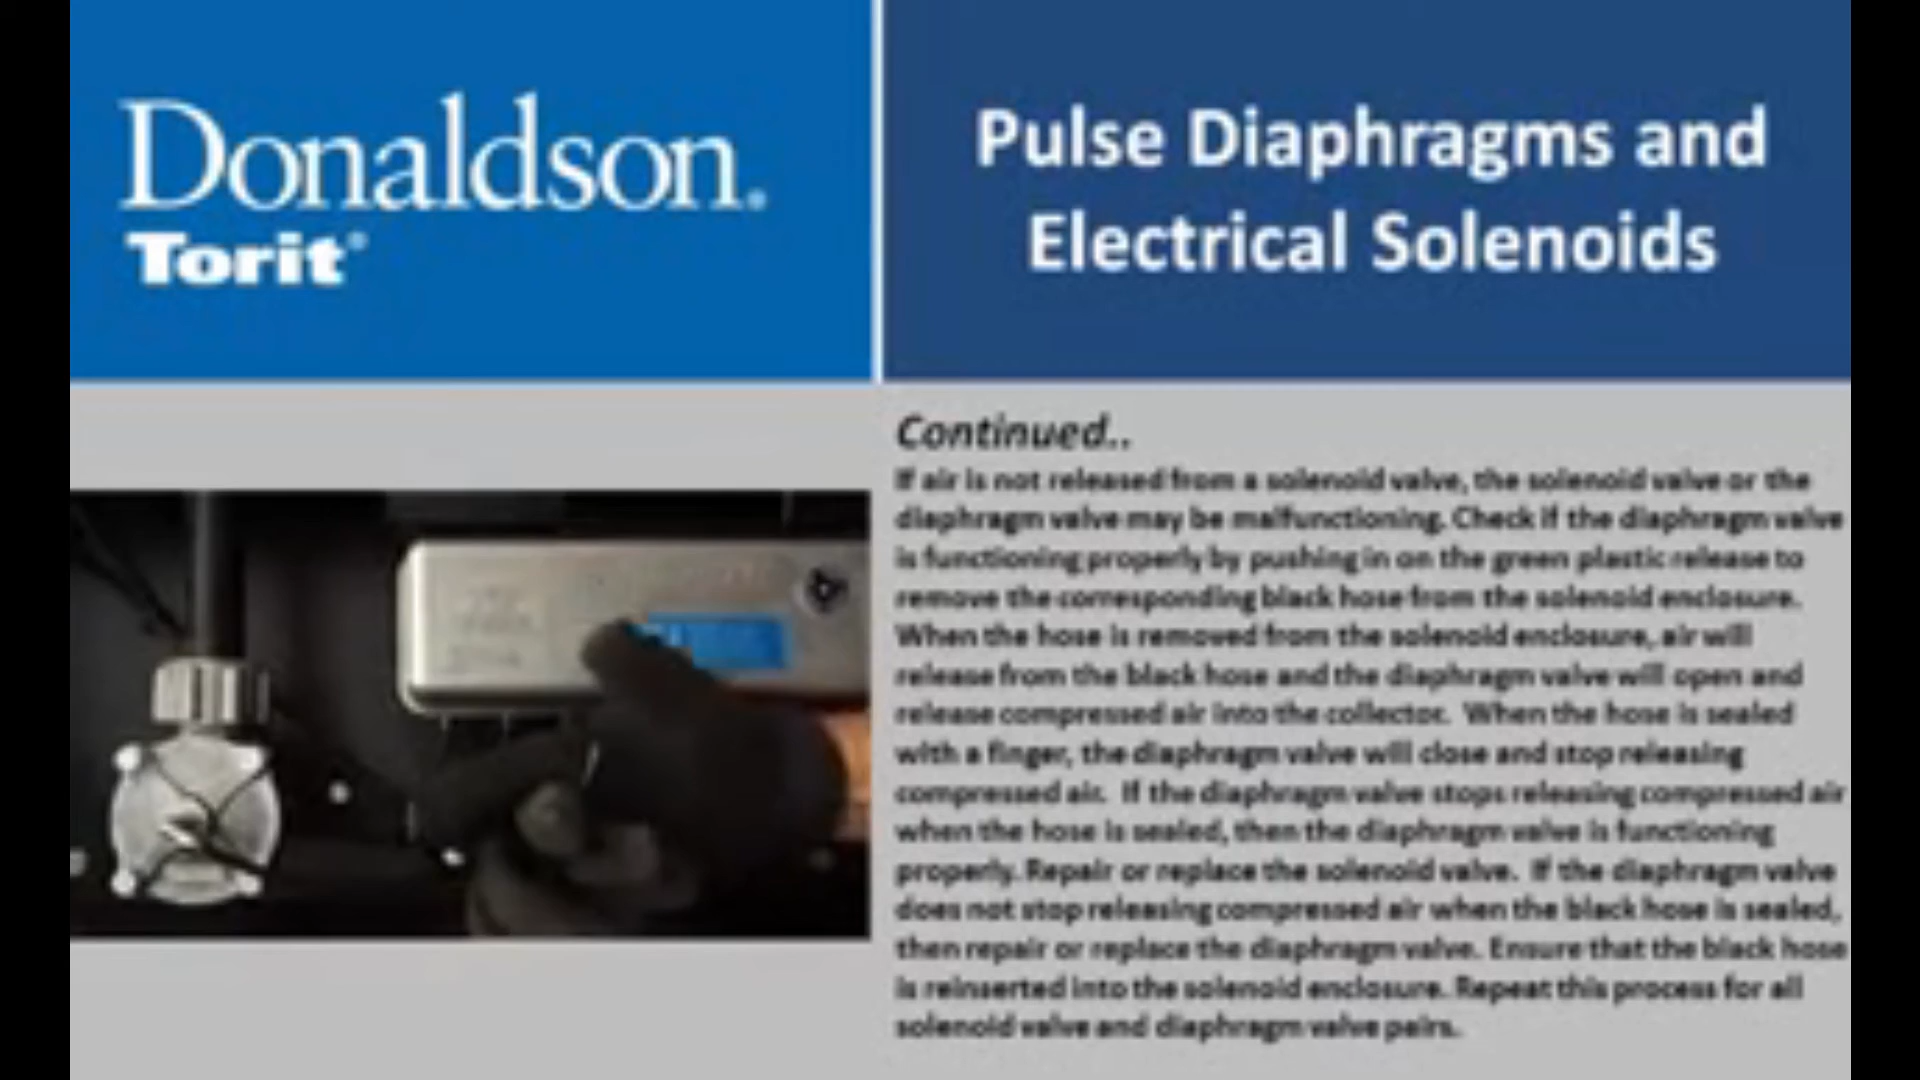 Donaldson.
Torit®
Pulse Diaphragms and
Electrical Solenoids
Continued..
If air is not released from a solenoid valve, the solenoid valve or the
diaphragm valve may be malfunctioning. Check if the diaphragm valve
is functioning properly by pushing in on the green plastic release to
remove the corresponding black hose from the solenoid enclosure.
When the hose is removed from the solenoid enclosure, air will
release from the black hose and the diaphragm valve will open and
release compressed air into the collector. When the hose is sealed
with a finger, the diaphragm valve will close and stop releasing
compressed air. If the diaphragm valve stops releasing compressed air
when the hose is sealed, then the diaphragm valve is functioning
properly. Repair or replace the solenoid valve. If the diaphragm valve
does not stop releasing compressed air when the black hose is sealed,
then repair or replace the diaphragm valve. Ensure that the black hose
is reinserted into the solenoid enclosure. Repeat this process for all
solenoid valve and diaphragm valve pairs.